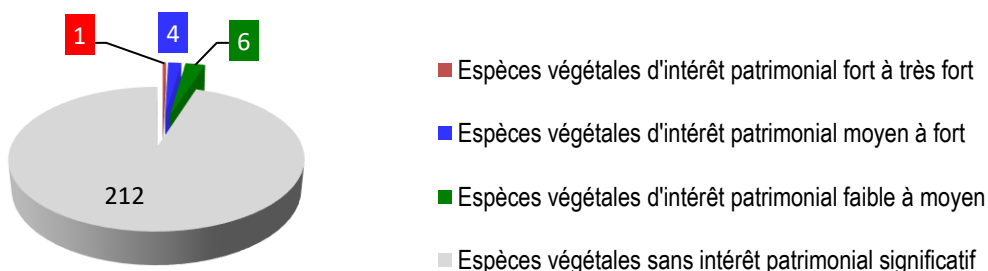 1
4
6
212
Espèces végétales d'intérêt patrimonial fort à très fort
Espèces végétales d'intérêt patrimonial moyen à fort
Espèces végétales d'intérêt patrimonial faible à moyen
Espèces végétales sans intérêt patrimonial significatif